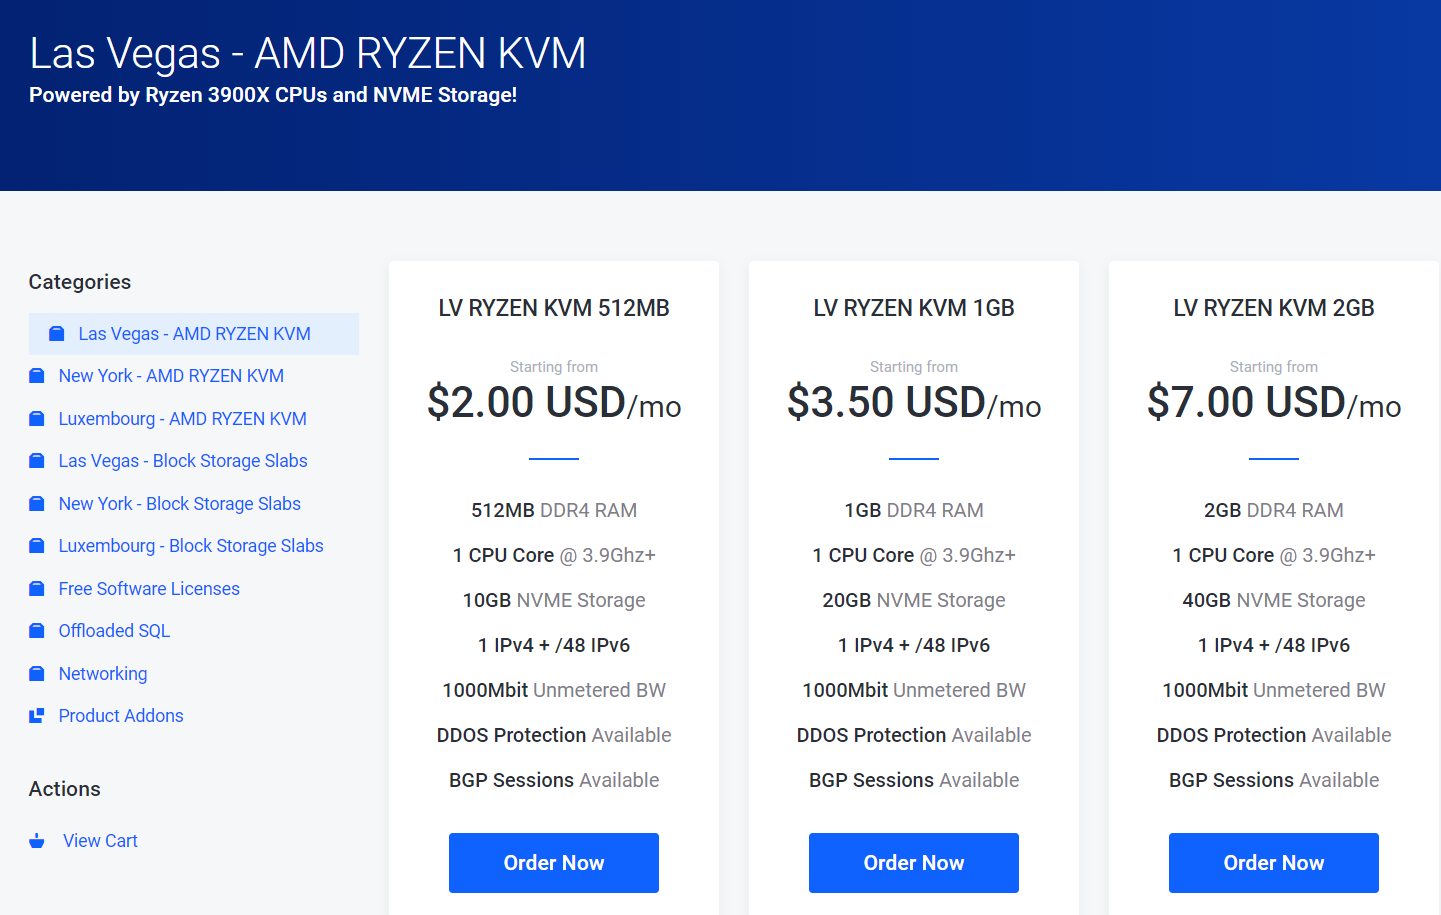 Las Vegas - AMD RYZEN KVM
Powered by Ryzen 3900X CPUs and NVME Storage!
Categories
Las Vegas - AMD RYZEN KVM
New York - AMD RYZEN KVM
Luxembourg - AMD RYZEN KVM
Las Vegas - Block Storage Slabs
New York - Block Storage Slabs
Luxembourg - Block Storage Slabs
Free Software Licenses
Offloaded SQL
Networking
Product Addons
Actions
View Cart
LV RYZEN KVM 512MB
Starting from
$2.00 USD/mo
512MB DDR4 RAM
1 CPU Core @ 3.9Ghz+
10GB NVME Storage
1 IPv4 + /48 IPv6
1000Mbit Unmetered BW
DDOS Protection Available
BGP Sessions Available
Order Now
LV RYZEN KVM 1GB
Starting from
$3.50 USD/mo
1GB DDR4 RAM
1 CPU Core @ 3.9Ghz+
20GB NVME Storage
1 IPv4 + /48 IPv6
1000Mbit Unmetered BW
DDOS Protection Available
BGP Sessions Available
Order Now
LV RYZEN KVM 2GB
Starting from
$7.00 USD/mo
2GB DDR4 RAM
1 CPU Core @ 3.9Ghz+
40GB NVME Storage
1 IPv4 + /48 IPv6
1000Mbit Unmetered BW
DDOS Protection Available
BGP Sessions Available
Order Now